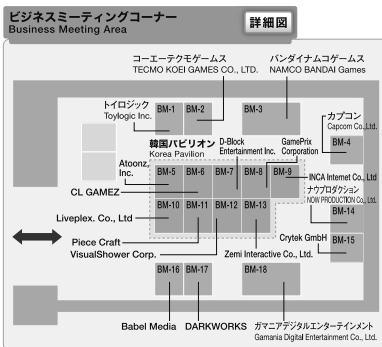 ビジネスミーティングコーナー
Business Meeting Area
詳細図
コーエーテクモゲームス
TECMO KOEI GAMES CO., LTD.
バンダイナムコゲームス
NAMCO BANDAI Games
トイロジック
Toylogic Inc.
BM-1
BM-2
BM-3
カプコン
Capcom Co.,Ltd.
BM-4
韓国パビリオン
Korea Pavilion
D-Block
Entertainment Inc.
GamePrix
Corporation
Atoonz,
Inc.
BM-5
BM-6
BM-7
BM-8
BM-9
INCA Internet Co., Ltd
CL GAMEZ
ナウプロダクション
NOW PRODUCTION Co., Ltd.
BM-10
BM-11
BM-12
BM-13
BM-14
Liveplex. Co., Ltd
Crytek GmbH
BM-15
Piece Craft
VisualShower Corp.
Zemi Interactive Co., Ltd.
BM-16
BM-17
BM-18
Babel Media
DARKWORKS
ガマニアデジタルエンターテインメント
Gamania Digital Entertainment Co., Ltd.